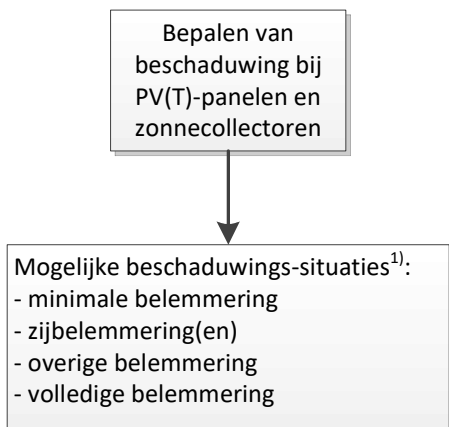 Bepalen van
beschaduwing bij
PV(T)-panelen en
zonnecollectoren
Mogelijke beschaduwings-situaties1):
- minimale belemmering
- zijbelemmering(en)
- overige belemmering
- volledige belemmering